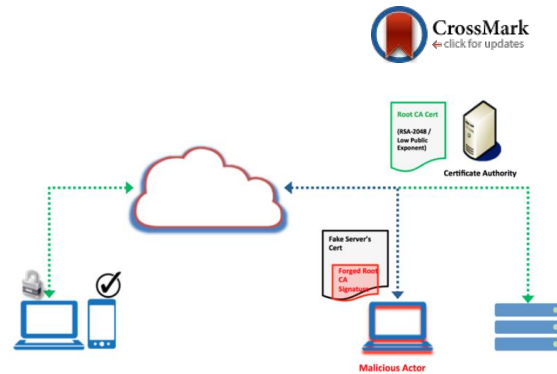 CrossMark
click for updates
Root CA Cert
(RSA-2048 /
Low Public
Exponent)
Certificate Authority
Fake Server's
Cert
Forged Root
CA
Signature
Malicious Actor